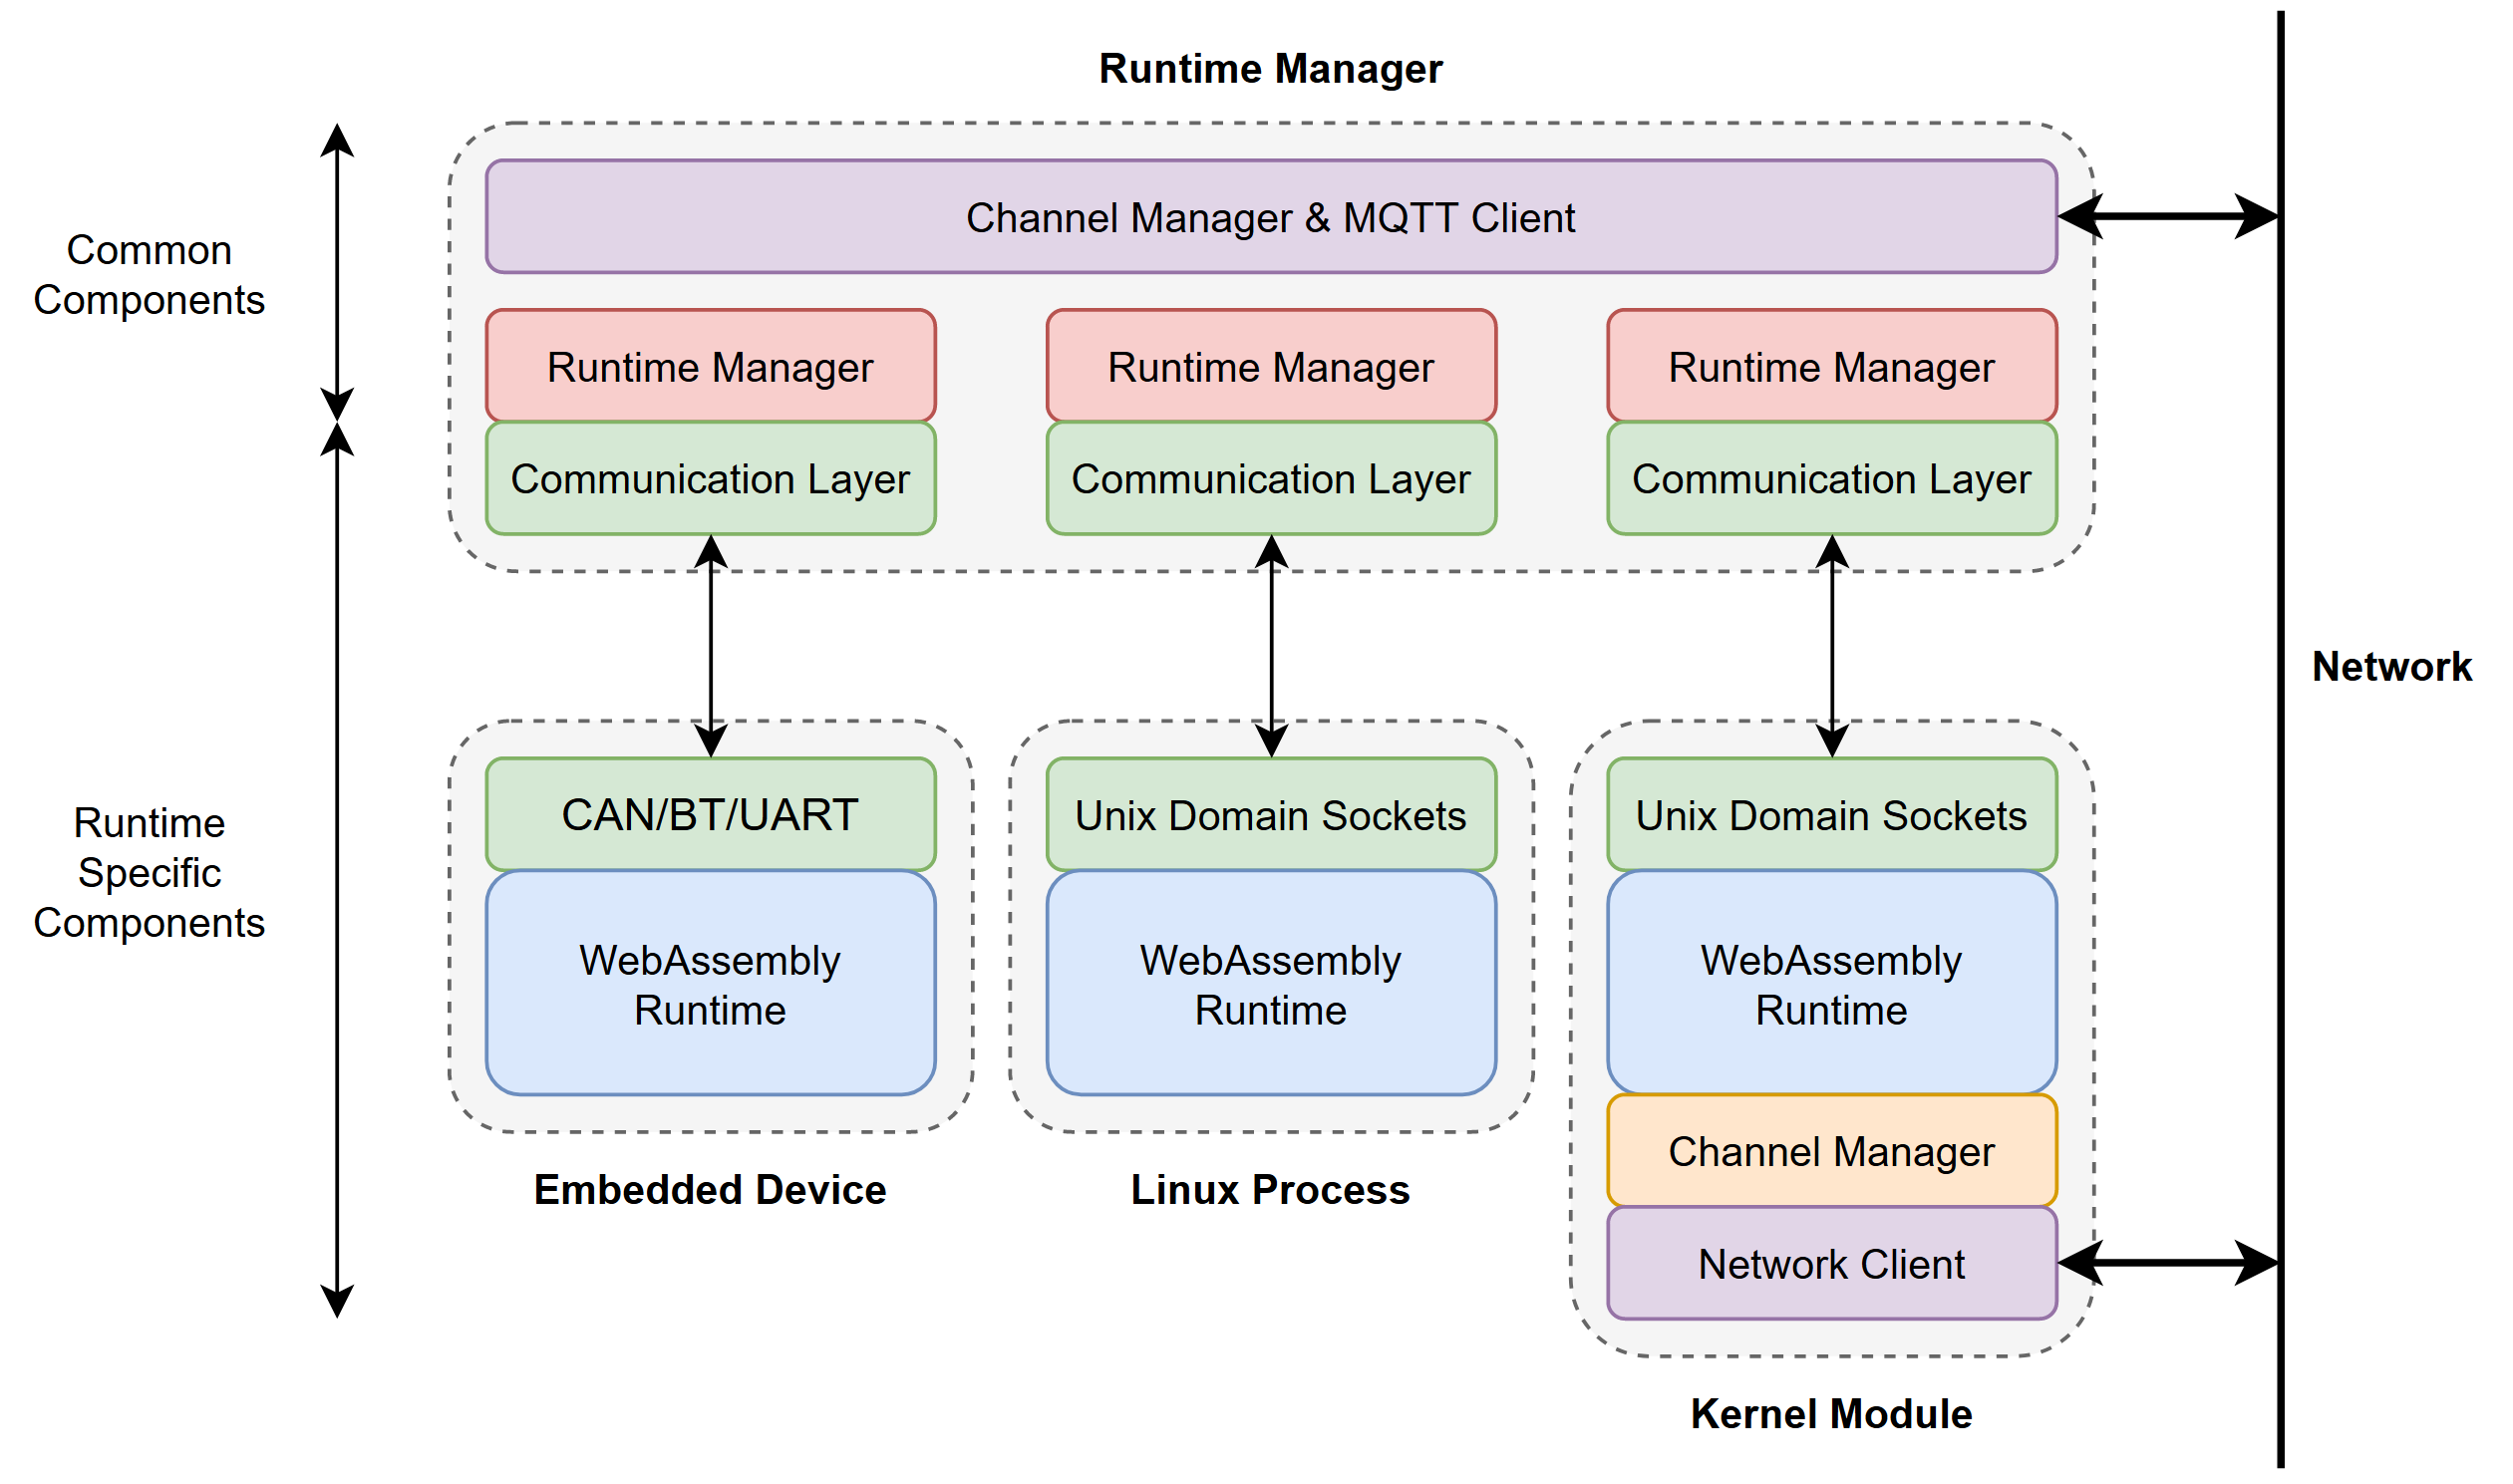 Runtime Manager
Channel Manager & MQTT Client
Common
Components
Runtime Manager
Runtime Manager
Runtime Manager
Communication Layer
Communication Layer
Communication Layer
Network
Runtime
Specific
Components
CAN/BT/UART
Unix Domain Sockets
Unix Domain Sockets
WebAssembly
Runtime
WebAssembly
Runtime
WebAssembly
Runtime
Channel Manager
Network Client
Embedded Device
Linux Process
Kernel Module